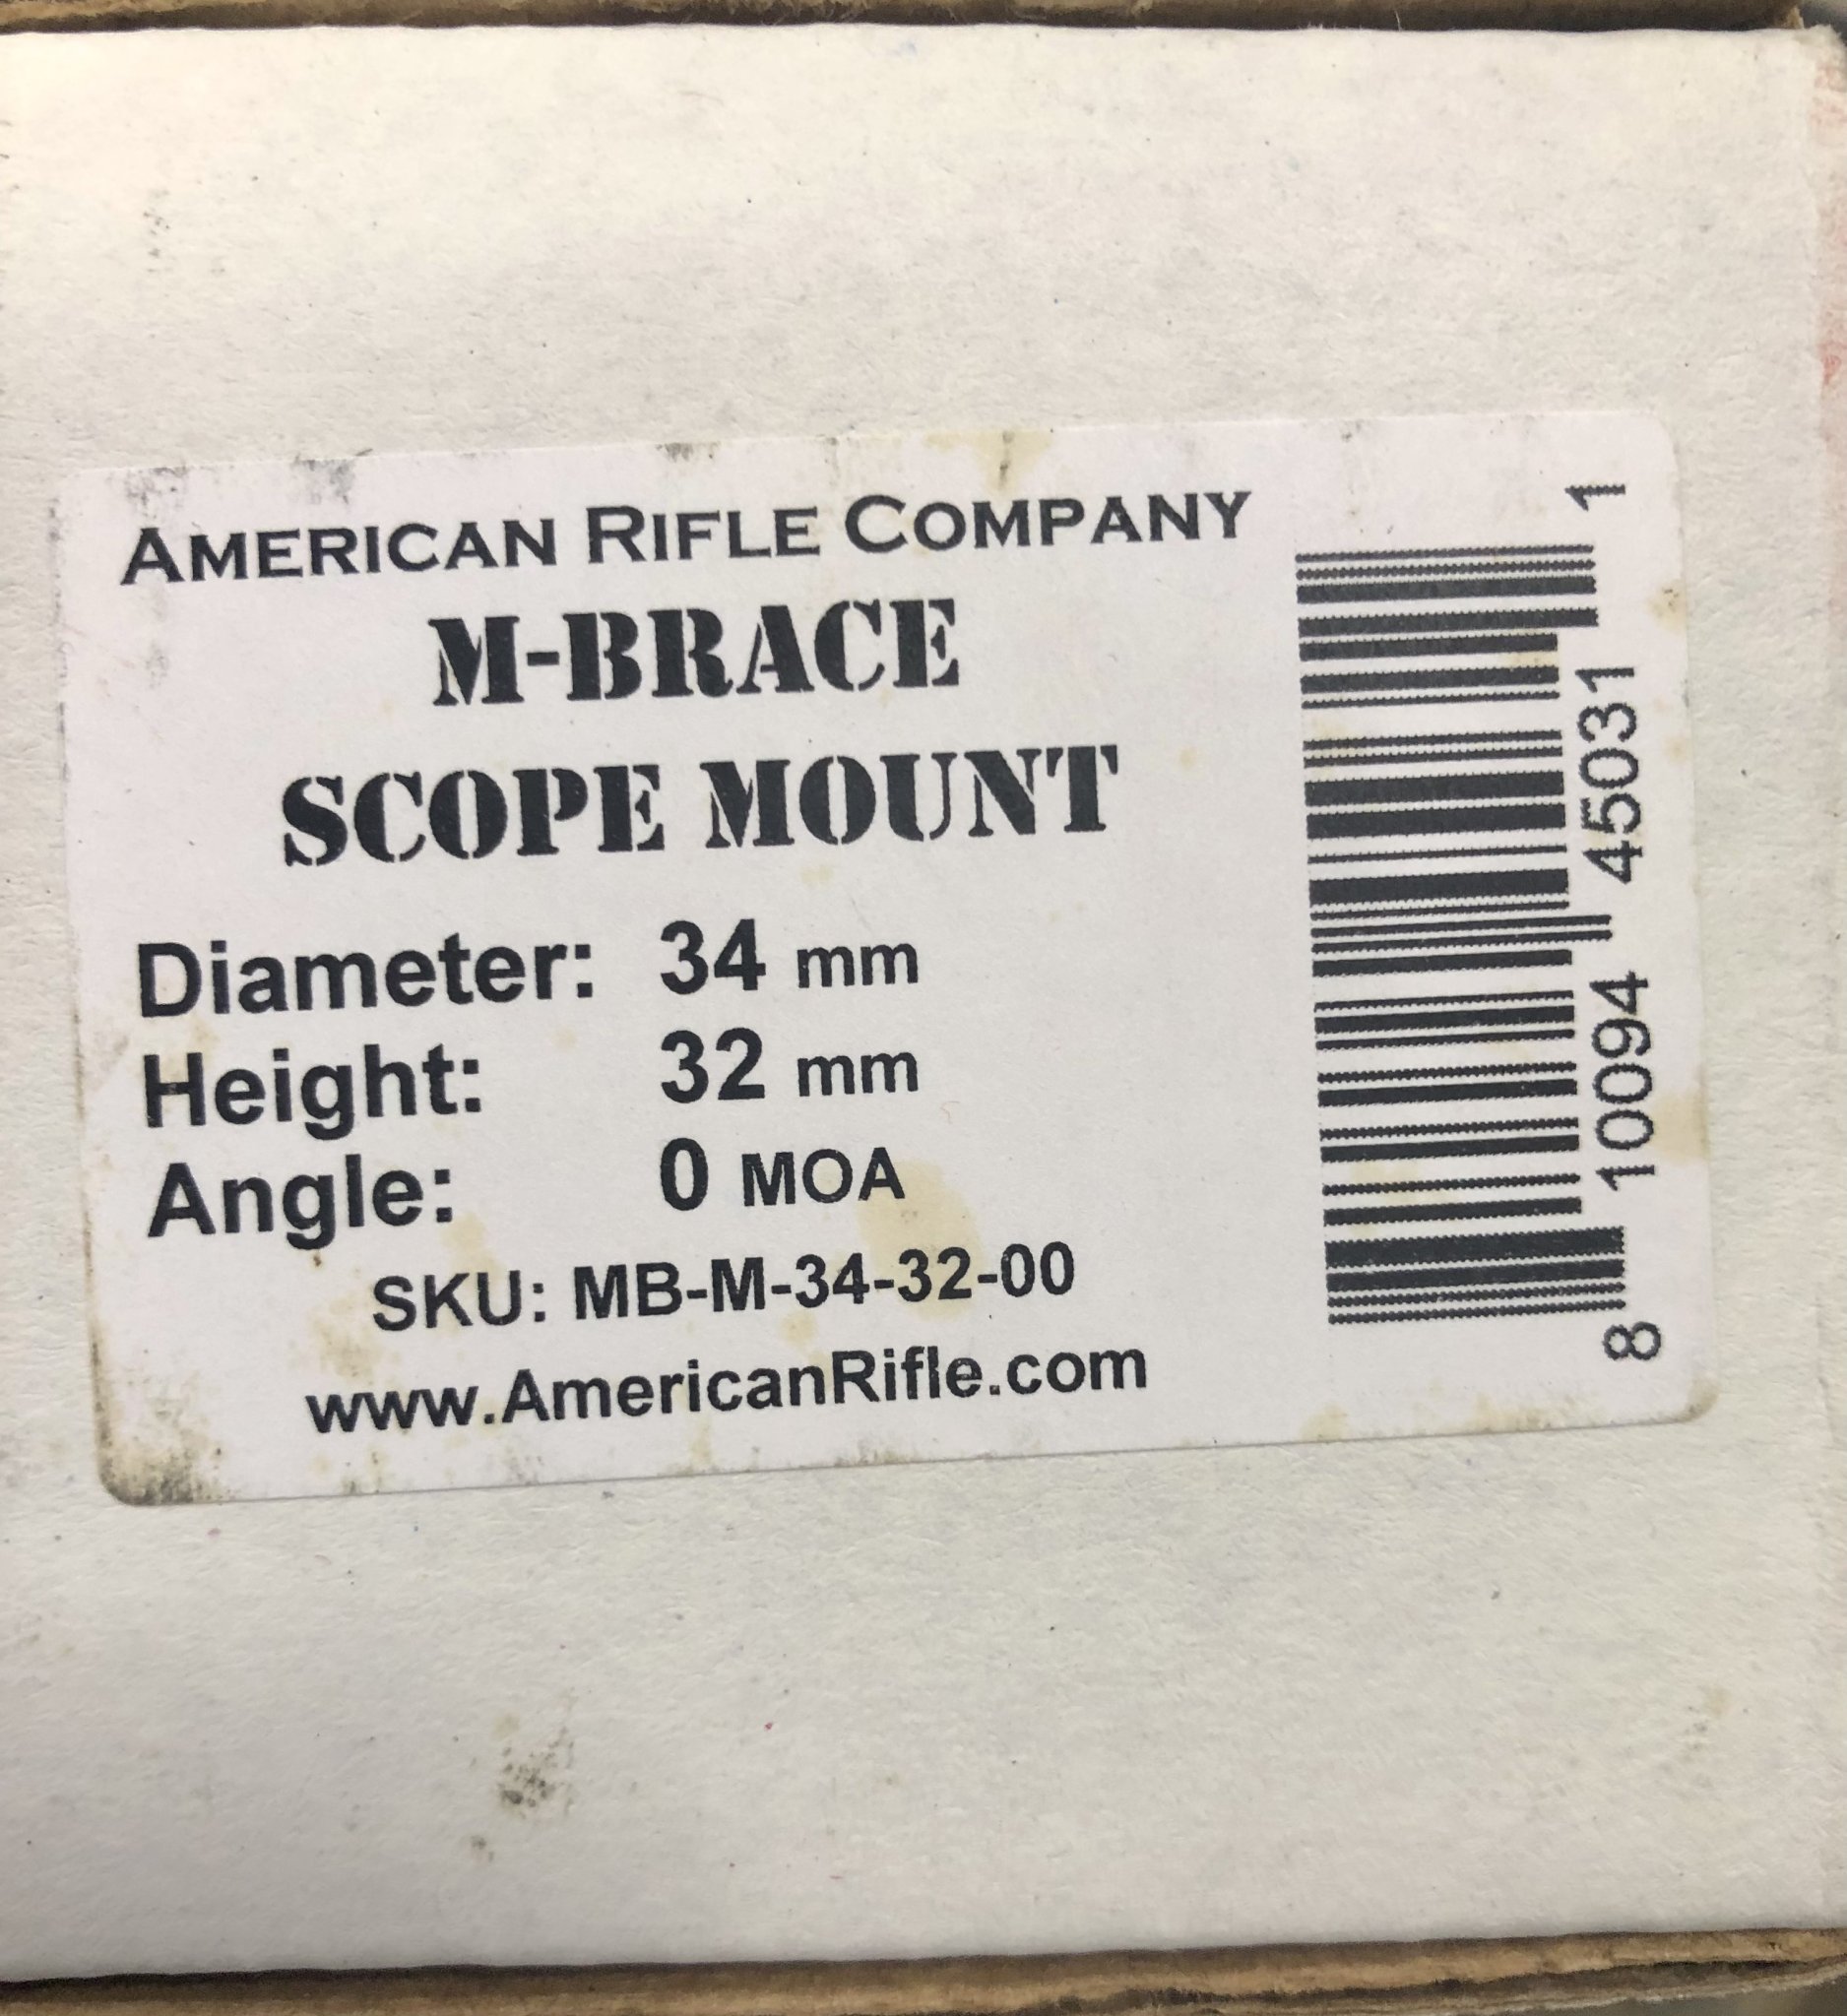 AMERICAN RIFLE COMPANY
M-BRACE
SCOPE MOUNT
Diameter: 34 mm
Height: 32 mm
Angle: 0 MOA
SKU: MB-M-34-32-00
www.AmericanRifle.com
8 10094 45031 1